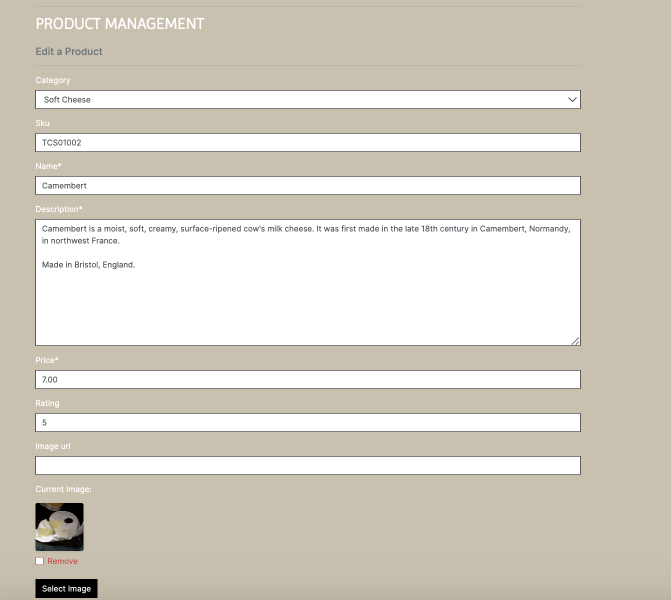 PRODUCT MANAGEMENT
Edit a Product
Category
Soft Cheese
Sku
TCS01002
Name*
Camembert
Description*
Camembert is a moist, soft, creamy, surface-ripened cow's milk cheese. It was first made in the late 18th century in Camembert, Normandy,
in northwest France.
Made in Bristol, England.
Price*
7.00
Rating
5
Image url
Current Image:
Remove
Select Image